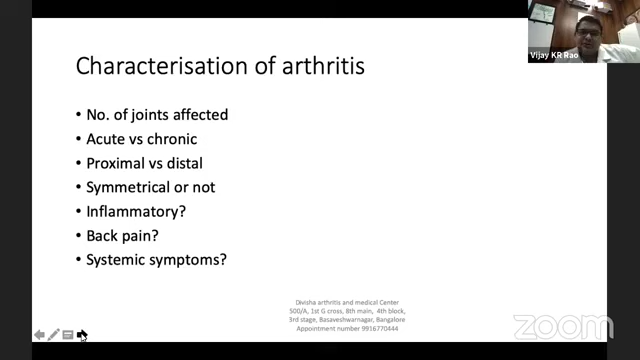 Vijay KR Rao
Characterisation of arthritis
• No. of joints affected
• Acute vs chronic
• Proximal vs distal
• Symmetrical or not
• Inflammatory?
• Back pain?
• Systemic symptoms?
Divisha arthritis and medical Center
500/A, 1st G cross, 8th main, 4th block,
3rd stage, Basaveshwarnagar, Bangalore
Appointment number 9916770444
zoom